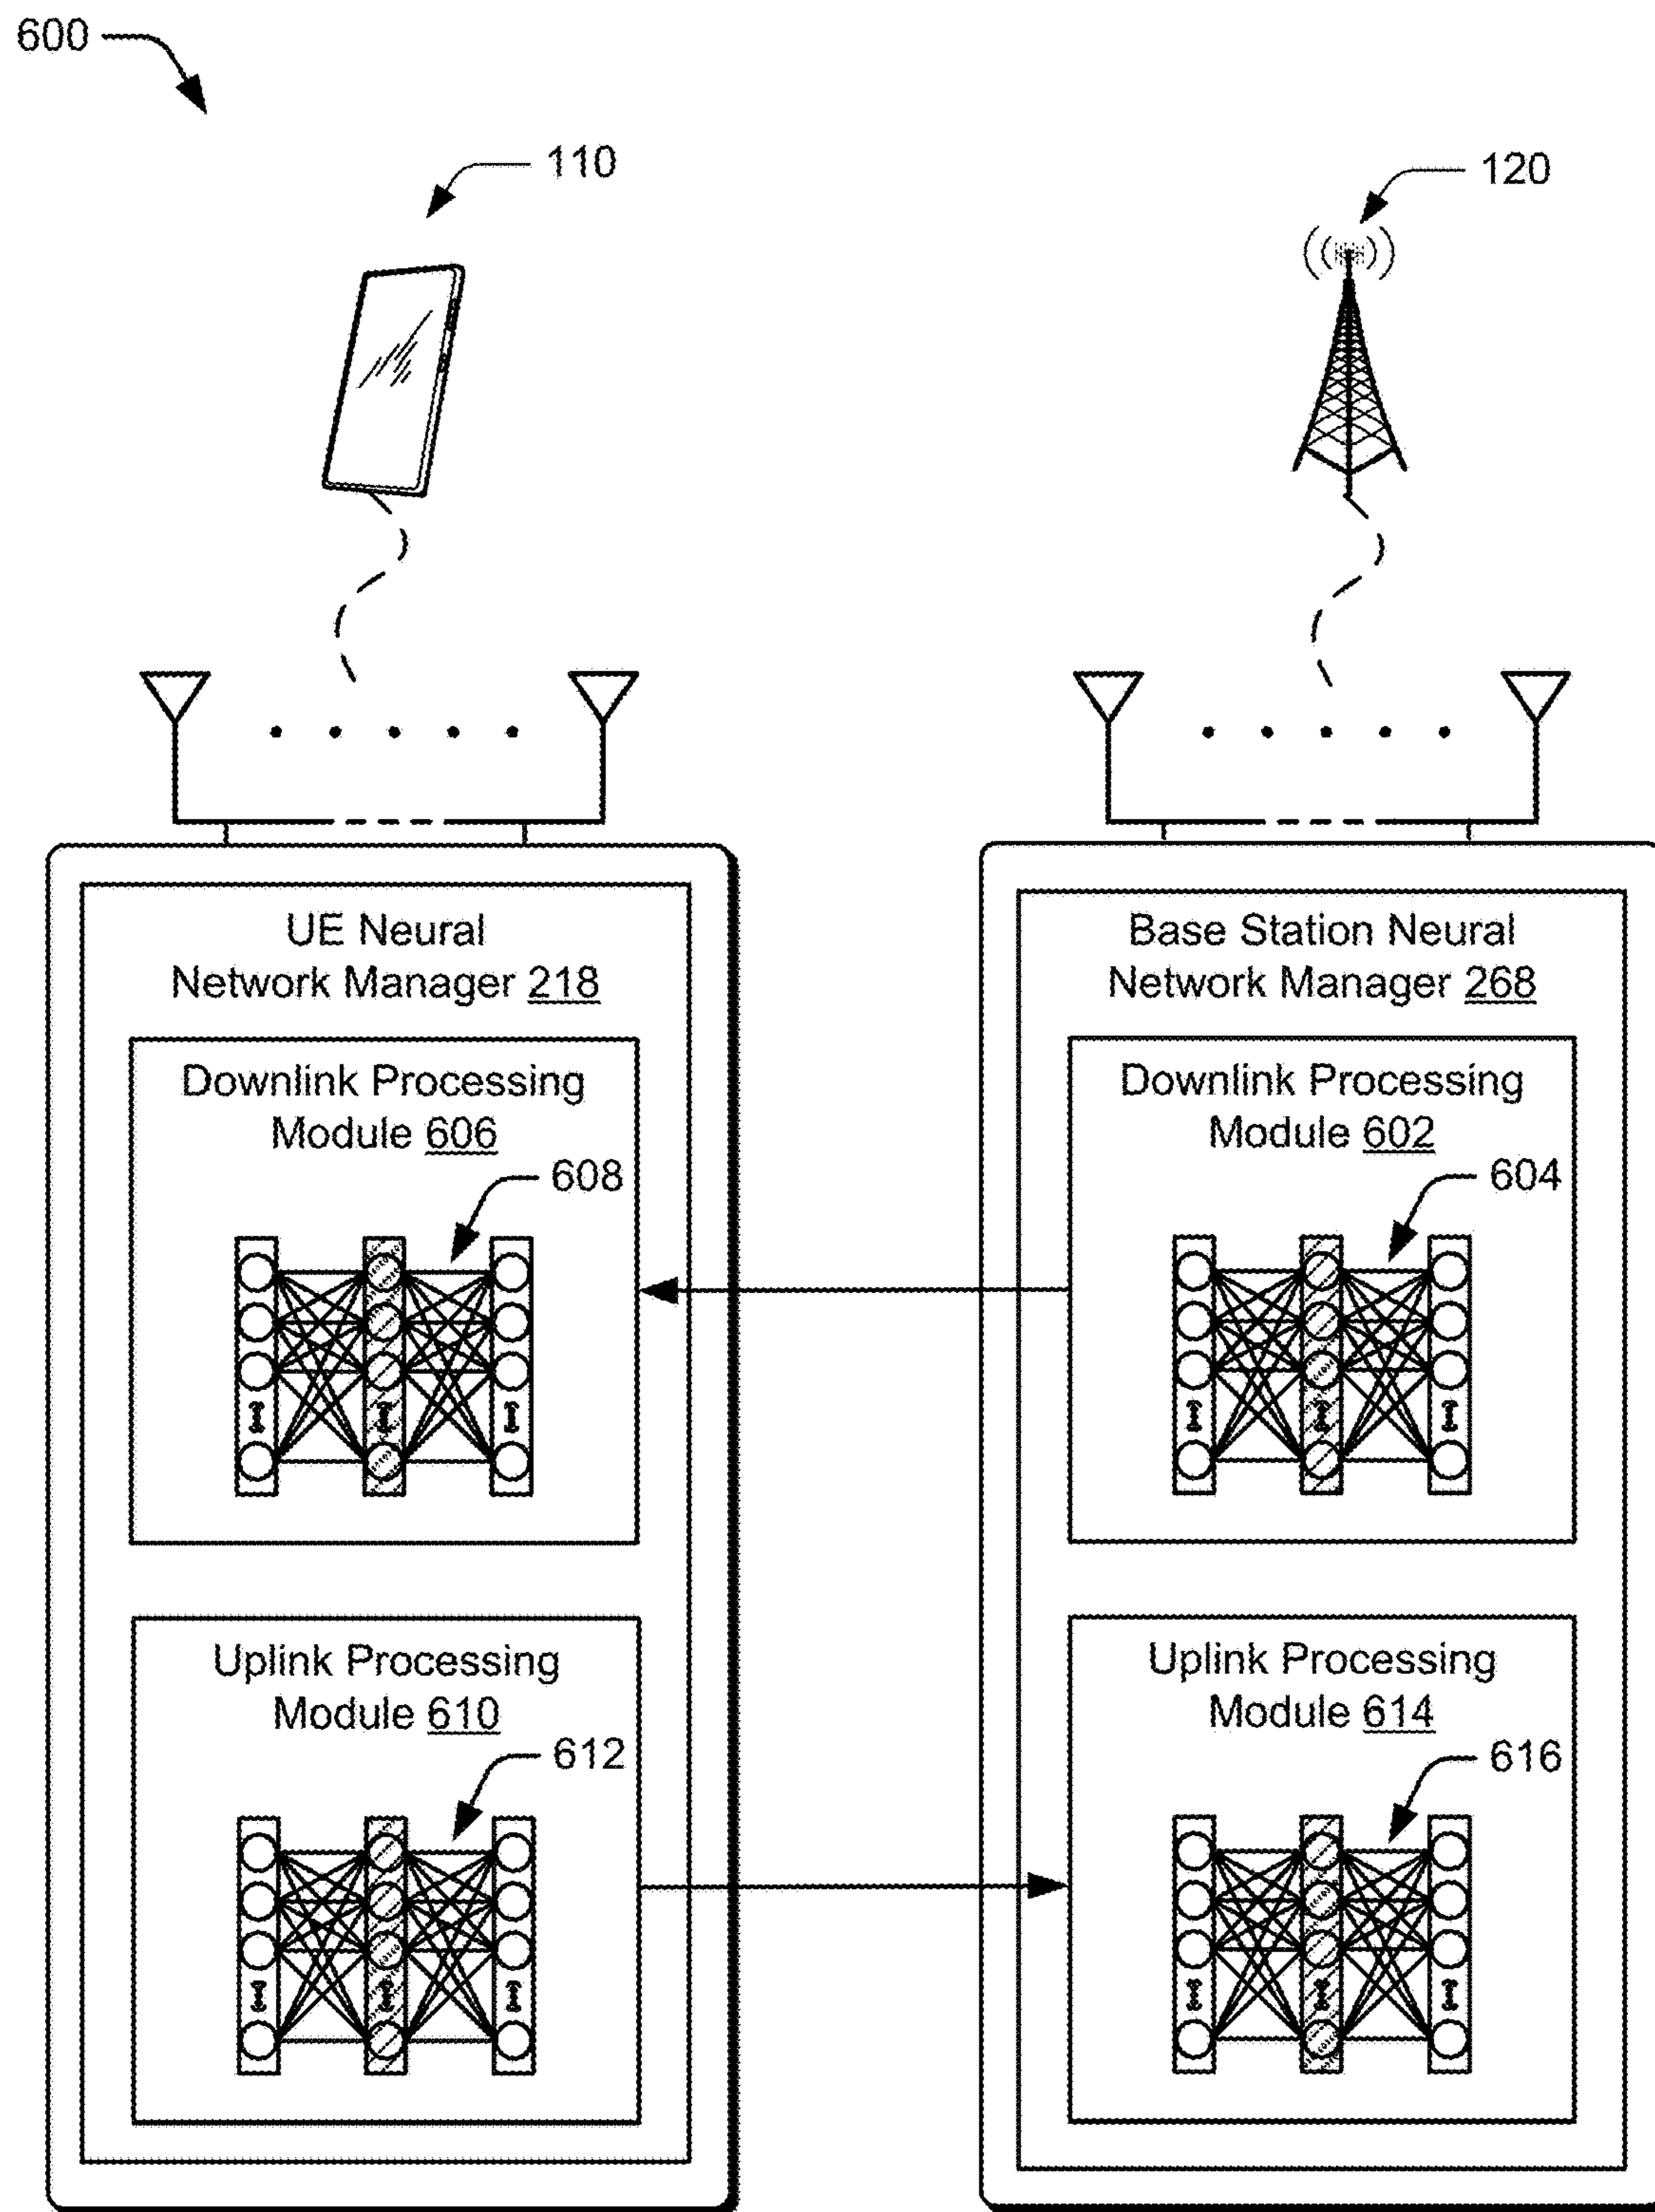 600
110
120
UE Neural
Network Manager 218
Downlink Processing
Module 606
608
Uplink Processing
Module 610
612
Base Station Neural
Network Manager 268
Downlink Processing
Module 602
604
Uplink Processing
Module 614
616